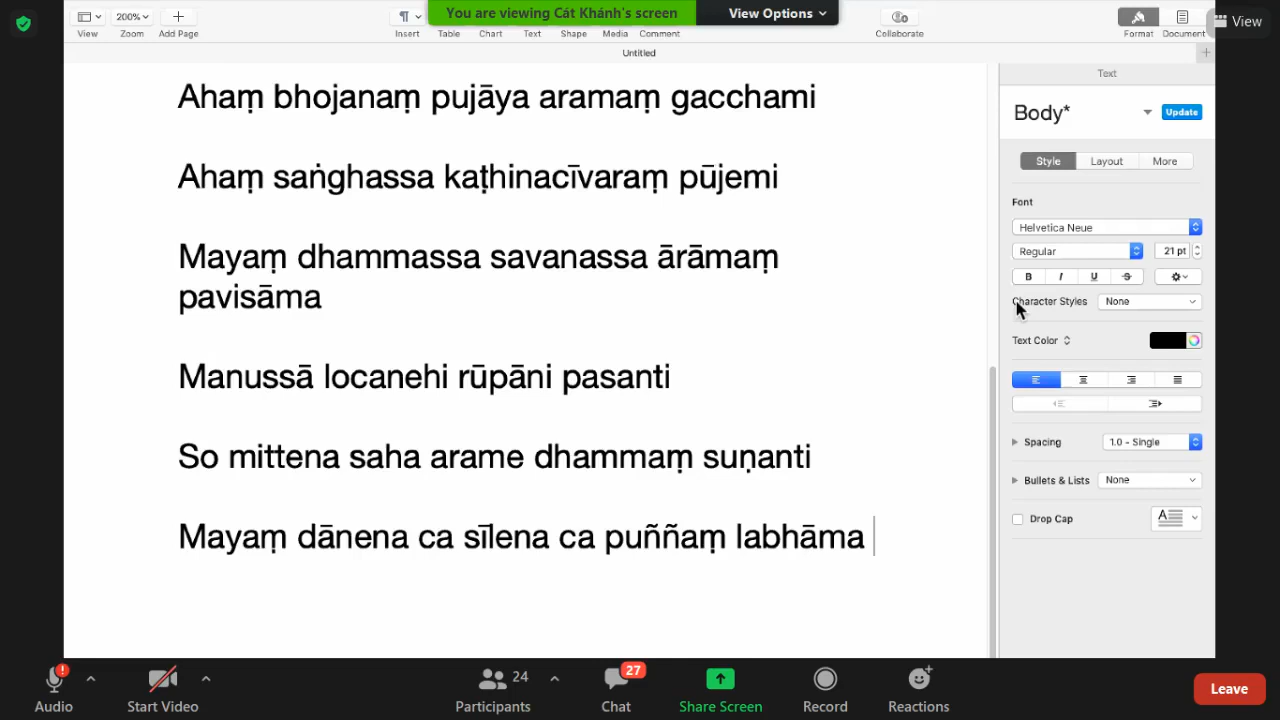 You are viewing Cát Khánh's screen
View Options
View
200%
View
Zoom
Add Page
Insert
Table
Chart
Text
Shape
Media
Comment
Collaborate
Format
Document
Untitled
Text
Ahaṃ bhojanaṃ pujāya aramaṃ gacchami
Ahaṃ saṅghassa kaṭhinacīvaraṃ pūjemi
Mayaṃ dhammassa savanassa ārāmaṃ
pavisāma
Manussā locanehi rūpāni pasanti
So mittena saha arame dhammaṃ suṇanti
Mayaṃ dānena ca sīlena ca puññaṃ labhāma
Body*
Update
Style
Layout
More
Font
Helvetica Neue
Regular
21 pt
B I U S
Character Styles
None
Text Color
Spacing
1.0 - Single
Bullets & Lists
None
Drop Cap
A
Audio
Start Video
24
Participants
27
Chat
Share Screen
Record
Reactions
Leave